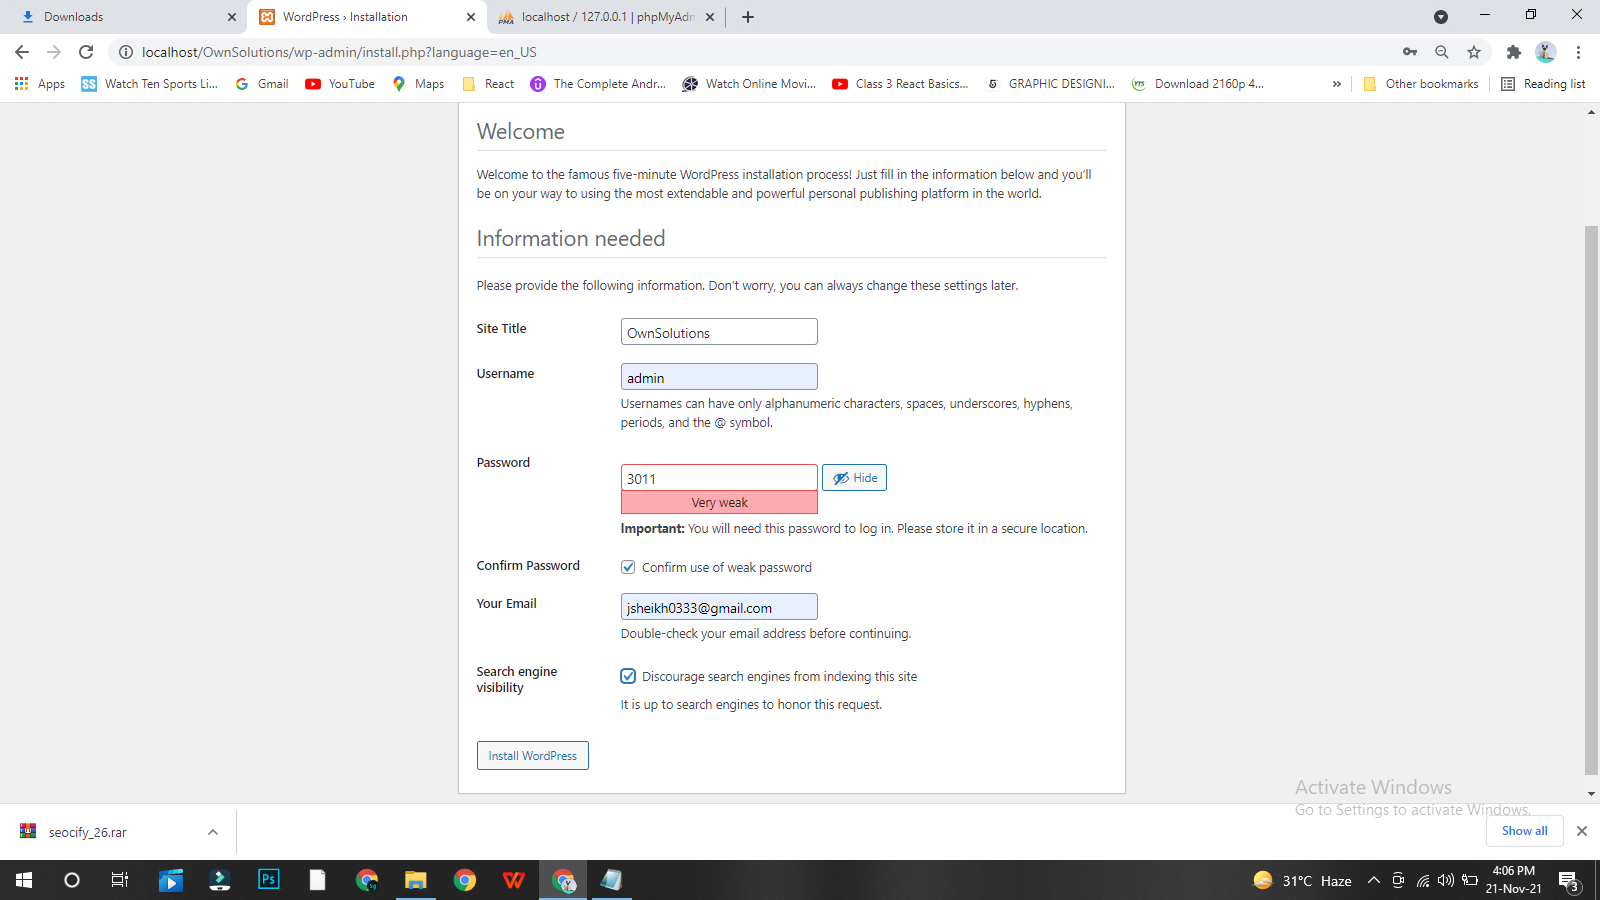 Downloads
WordPress › Installation
localhost / 127.0.0.1 | phpMyAdm
localhost/OwnSolutions/wp-admin/install.php?language=en_US
Apps
SS
Watch Ten Sports Li...
Gmail
YouTube
Maps
React
The Complete Andr...
Watch Online Movi...
Class 3 React Basics...
GRAPHIC DESIGNI...
Download 2160p 4...
»
Other bookmarks
Reading list
Welcome
Welcome to the famous five-minute WordPress installation process! Just fill in the information below and you'll
be on your way to using the most extendable and powerful personal publishing platform in the world.
Information needed
Please provide the following information. Don't worry, you can always change these settings later.
Site Title
OwnSolutions
Username
admin
Usernames can have only alphanumeric characters, spaces, underscores, hyphens,
periods, and the @ symbol.
Password
3011
Hide
Very weak
Important: You will need this password to log in. Please store it in a secure location.
Confirm Password
Confirm use of weak password
Your Email
jsheikh0333@gmail.com
Double-check your email address before continuing.
Search engine
visibility
Discourage search engines from indexing this site
It is up to search engines to honor this request.
Install WordPress
Activate Windows
Go to Settings to activate Windows.
seocify_26.rar
Show all
Ps
31°C Haze
4:06 PM
21-Nov-21
3